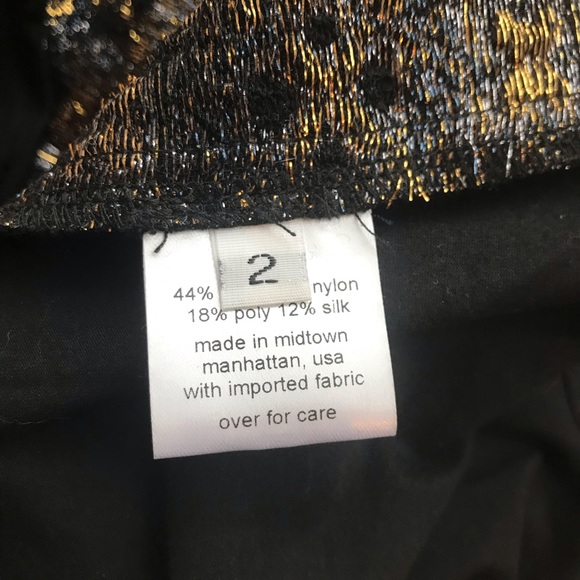 2
44% nylon
18% poly 12% silk
made in midtown
manhattan, usa
with imported fabric
over for care